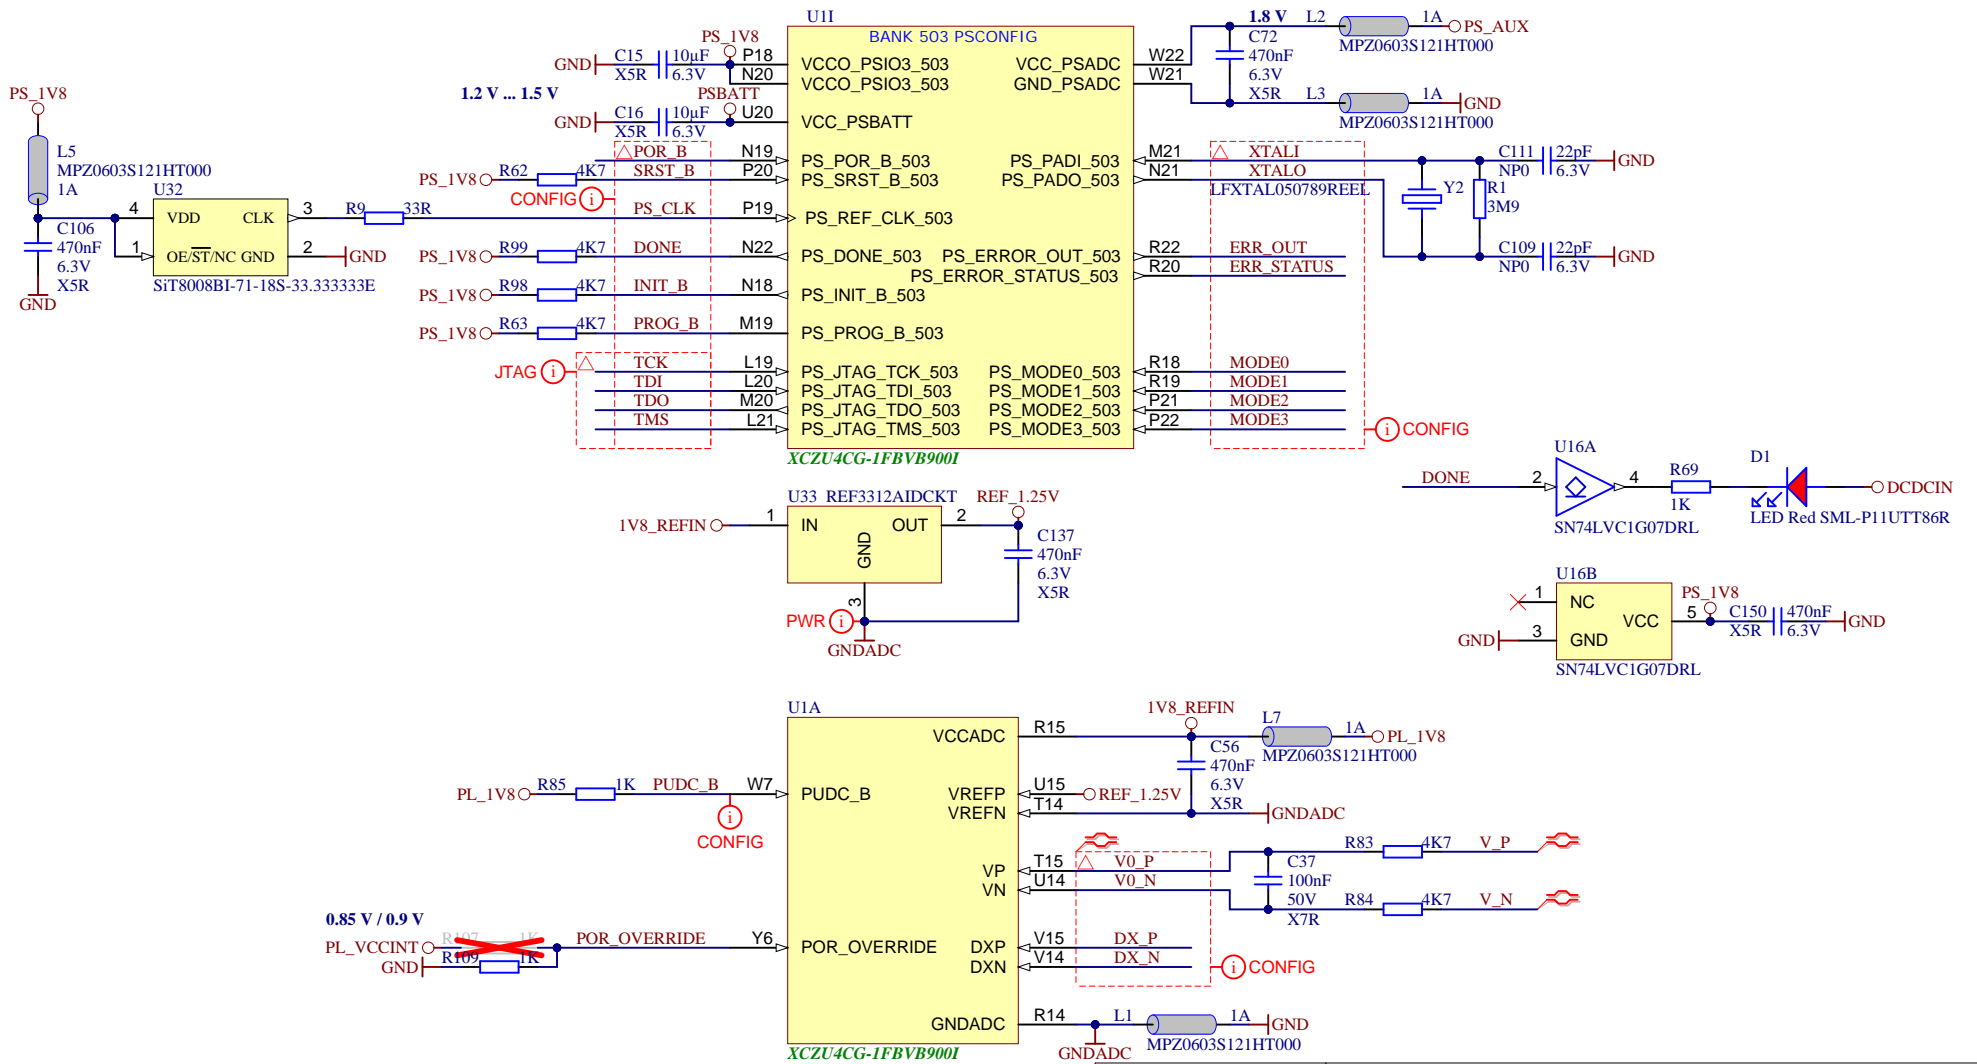 U1I
BANK 503 PSCONFIG
PS_1V8
C15 10µF
X5R 6.3V
GND
P18 VCCO_PSIO3_503
N20 VCCO_PSIO3_503
1.2 V ... 1.5 V
PSBATT
C16 10µF
X5R 6.3V
GND
U20 VCC_PSBATT
POR_B N19 PS_POR_B_503
PS_1V8 R62 4K7 SRST_B P20 PS_SRST_B_503
CONFIG i
PS_CLK P19 PS_REF_CLK_503
PS_1V8 R99 4K7 DONE N22 PS_DONE_503
PS_1V8 R98 4K7 INIT_B N18 PS_INIT_B_503
PS_1V8 R63 4K7 PROG_B M19 PS_PROG_B_503
JTAG i
TCK L19 PS_JTAG_TCK_503
TDI L20 PS_JTAG_TDI_503
TDO M20 PS_JTAG_TDO_503
TMS L21 PS_JTAG_TMS_503
XCZU4CG-1FBVB900I
PS_1V8
L5
MPZ0603S121HT000
1A
C106
470nF
6.3V
X5R
GND
U32
4 VDD CLK 3
1 OE/ST/NC GND 2
GND
SiT8008BI-71-18S-33.333333E
R9 33R
VCC_PSADC W22
GND_PSADC W21
1.8 V L2 1A PS_AUX
MPZ0603S121HT000
C72
470nF
6.3V
X5R
L3 1A GND
MPZ0603S121HT000
PS_PADI_503 M21 XTALI
PS_PADO_503 N21 XTALO
LFXTAL050789REEL
Y2
R1
3M9
C111 22pF
NP0 6.3V
GND
C109 22pF
NP0 6.3V
GND
PS_ERROR_OUT_503 R22 ERR_OUT
PS_ERROR_STATUS_503 R20 ERR_STATUS
PS_MODE0_503 R18 MODE0
PS_MODE1_503 R19 MODE1
PS_MODE2_503 P21 MODE2
PS_MODE3_503 P22 MODE3
i CONFIG
U16A
DONE 2 4
SN74LVC1G07DRL
R69
1K
D1
LED Red SML-P11UTT86R
DCDCIN
U33 REF3312AIDCKT
1V8_REFIN 1 IN OUT 2
GND
3
REF_1.25V
C137
470nF
6.3V
X5R
PWR i
GNDADC
U16B
1 NC
GND 3 GND
VCC 5
PS_1V8
C150 470nF
X5R 6.3V
GND
SN74LVC1G07DRL
U1A
VCCADC R15
1V8_REFIN
L7 1A PL_1V8
MPZ0603S121HT000
C56
470nF
6.3V
X5R
PL_1V8 R85 1K PUDC_B W7 PUDC_B
i
CONFIG
VREFP U15 REF_1.25V
VREFN T14 GNDADC
VP T15 V0_P
VN U14 V0_N
C37
100nF
50V
X7R
R83 4K7 V_P
R84 4K7 V_N
0.85 V / 0.9 V
PL_VCCINT R107 1K
GND R109 1K
POR_OVERRIDE Y6 POR_OVERRIDE
DXP V15 DX_P
DXN V14 DX_N
i CONFIG
GNDADC R14
L1 1A GND
MPZ0603S121HT000
GNDADC
XCZU4CG-1FBVB900I